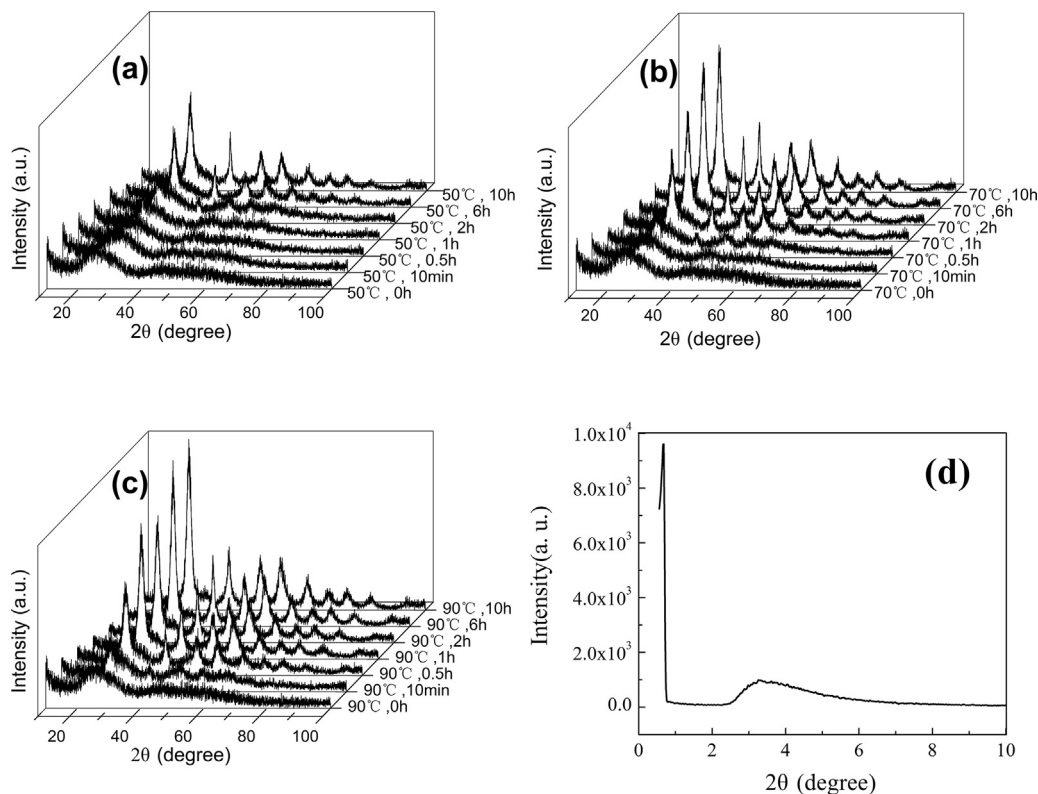 (a)
Intensity (a.u.)
50℃, 10h
50℃, 6h
50℃, 2h
50℃, 1h
50℃, 0.5h
50℃, 10min
50℃, 0h
20 40 60 80 100
2θ (degree)
(b)
Intensity (a.u.)
70℃, 10h
70℃, 6h
70℃, 2h
70℃, 1h
70℃, 0.5h
70℃, 10min
70℃ ,0h
20 40 60 80 100
2θ (degree)
(c)
Intensity (a.u.)
90℃ ,10h
90℃ ,6h
90℃ ,2h
90℃ ,1h
90℃ ,0.5h
90℃ ,10min
90℃ ,0h
20 40 60 80 100
2θ (degree)
(d)
Intensity(a. u.)
1.0x10⁴
8.0x10³
6.0x10³
4.0x10³
2.0x10³
0.0
0 2 4 6 8 10
2θ (degree)